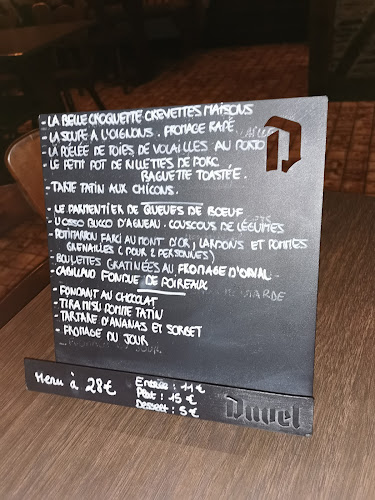 - LA BELLE CROQUETTE CREVETTES MAISONS
- LA SOUPE A L'OIGNONS. FROMAGE RAPÉ
- LA POÊLÉE DE FOIES DE VOLAILLES AU PORTO
- LE PETIT POT DE RILLETTES DE PORC
BAGUETTE TOASTÉE.
- TARTE TATIN AUX CHICONS.
- LE PARMENTIER DE QUEUES DE BOEUF
- L'OSSO BUCCO D'AGNEAU. COUSCOUS DE LÉGUMES
- POTIMARRON FARCI AU MONT D'OR, LARDONS ET POMMES
GRENAILLES (POUR 2 PERSONNES)
- BOULETTES GRATINÉES AU FROMAGE D'ORVAL
- CABILLAUD FONDUE DE POIREAUX
- FONDANT AU CHOCOLAT
- TIRAMISU POMME TATIN
- TARTARE D'ANANAS ET SORBET
- FROMAGE DU JOUR
Menu à 28€
Entrée : 11€
Plat : 15€
Dessert : 5€
Duvel